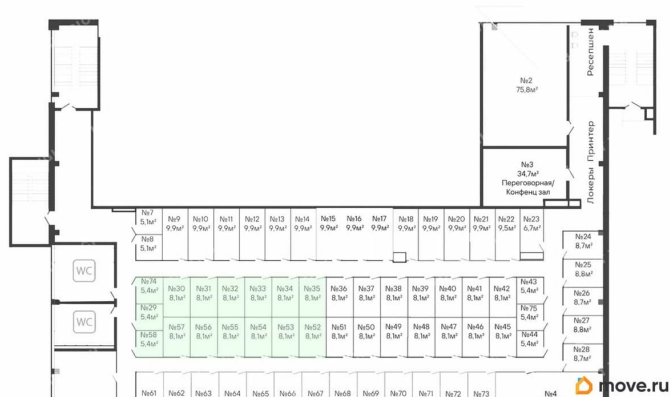 Ресепшен
Принтер
Локеры
№2
75.8м²
№3
34,7м²
Переговорная/
Конфенц зал
№7
5,1м²
№8
5,1м²
№9 №10 №11 №12 №13 №14 №15 №16 №17 №18 №19 №20 №21 №22 №23
9,9м² 9,9м² 9,9м² 9,9м² 9,9м² 9,9м² 9,9м² 9,9м² 9,9м² 9,9м² 9,9м² 9,9м² 9,9м² 9,5м² 6,7м²
№24
8,7м²
№25
8,8м²
№26
8,7м²
№27
8,8м²
№28
8,7м²
WC
WC
№74 №30 №31 №32 №33 №34 №35 №36 №37 №38 №39 №40 №41 №42 №43
5,4м² 8,1м² 8,1м² 8,1м² 8,1м² 8,1м² 8,1м² 8,1м² 8,1м² 8,1м² 8,1м² 8,1м² 8,1м² 8,1м² 5,4м²
№29 №75
5,4м² 5,4м²
№58 №57 №56 №55 №54 №53 №52 №51 №50 №49 №48 №47 №46 №45 №44
5,4м² 8,1м² 8,1м² 8,1м² 8,1м² 8,1м² 8,1м² 8,1м² 8,1м² 8,1м² 8,1м² 8,1м² 8,1м² 8,1м² 5,4м²
№61 №62 №63 №64 №65 №66 №67 №68 №69 №70 №71 №72 №73 №4
move.ru